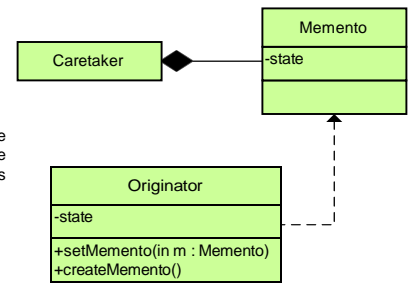 Memento
-state
Caretaker
e
e
s
Originator
-state
+setMemento(in m : Memento)
+createMemento()